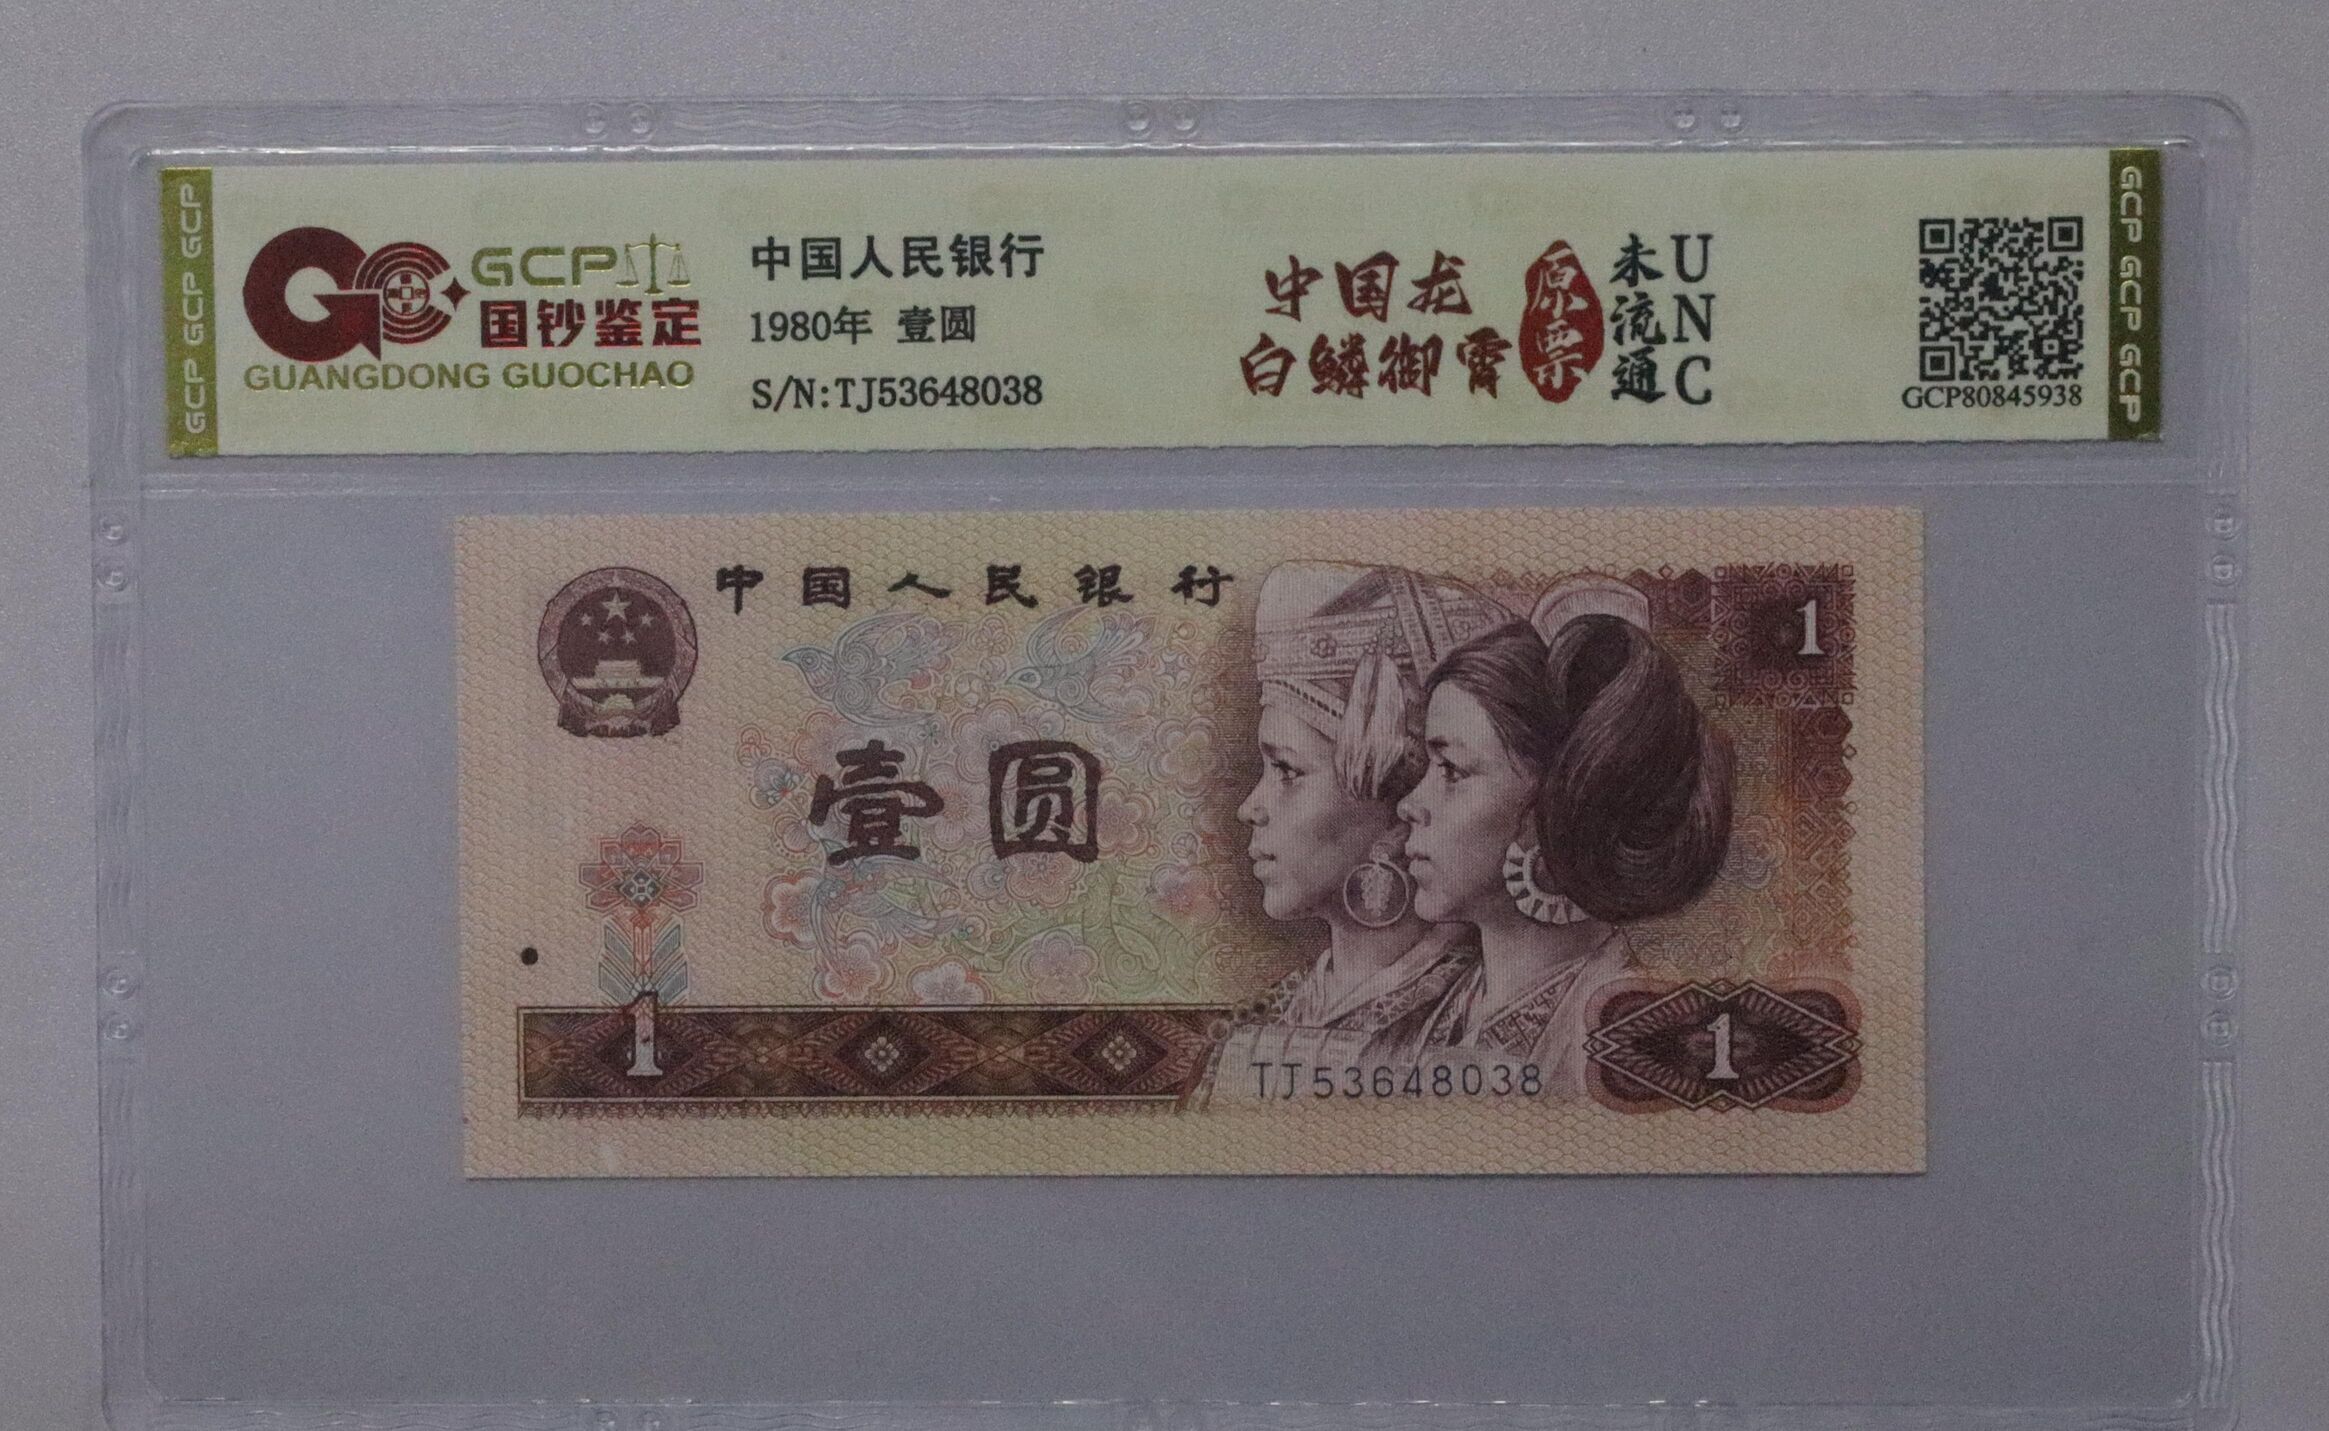 GCP GCP GCP
GCP
国钞鉴定
GUANGDONG GUOCHAO
中国人民银行
1980年 壹圆
S/N:TJ53648038
中国龙
白鳞御霄
原票
未流通
UNC
GCP80845938
GCP GCP GCP
中国人民银行
1
壹圆
1
1
TJ53648038